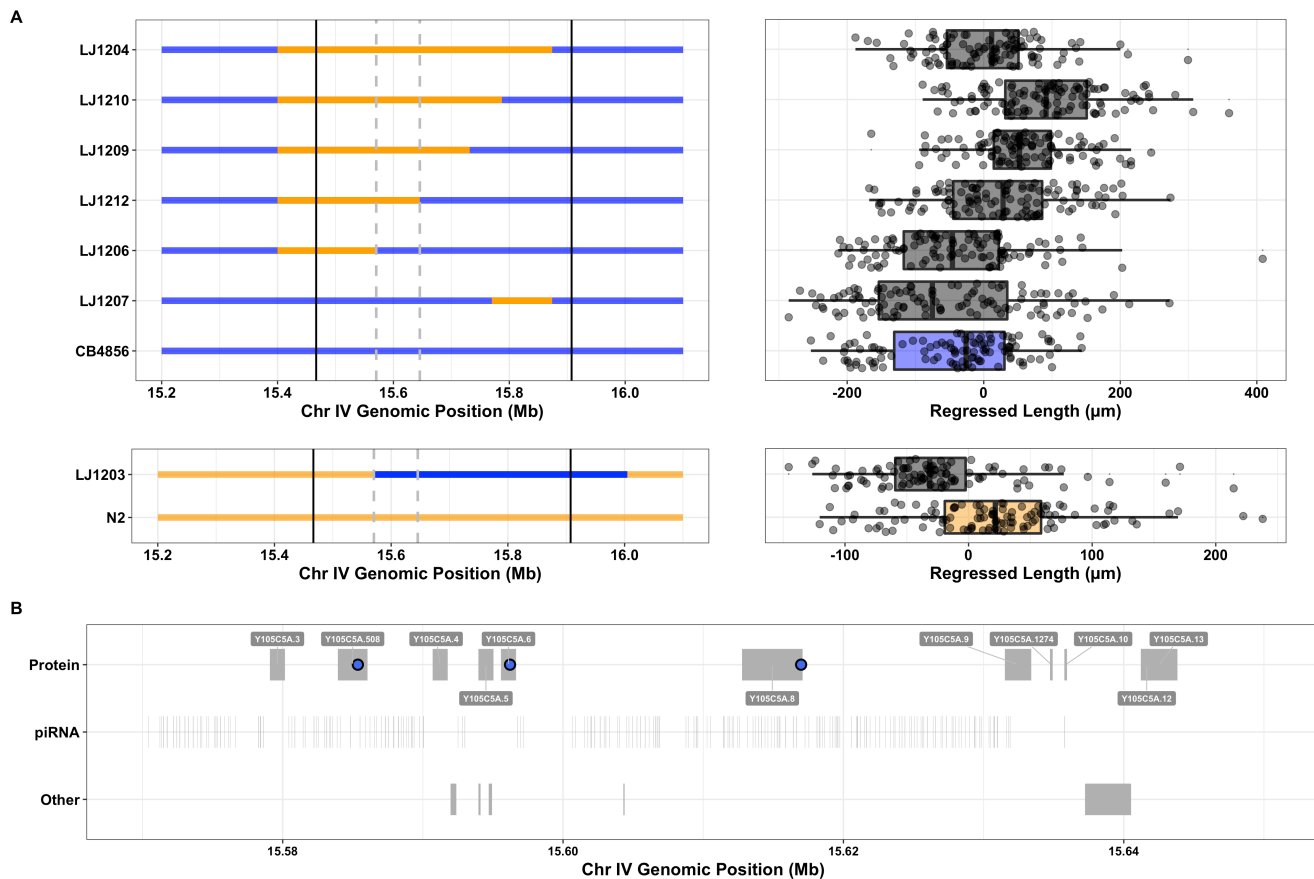 A
LJ1204
LJ1210
LJ1209
LJ1212
LJ1206
LJ1207
CB4856
15.2 15.4 15.6 15.8 16.0
Chr IV Genomic Position (Mb)
-200 0 200 400
Regressed Length (µm)
LJ1203
N2
15.2 15.4 15.6 15.8 16.0
Chr IV Genomic Position (Mb)
-100 0 100 200
Regressed Length (µm)
B
Y105C5A.3 Y105C5A.508 Y105C5A.4 Y105C5A.6 Y105C5A.9 Y105C5A.1274 Y105C5A.10 Y105C5A.13
Protein
Y105C5A.5 Y105C5A.8 Y105C5A.12
piRNA
Other
15.58 15.60 15.62 15.64
Chr IV Genomic Position (Mb)